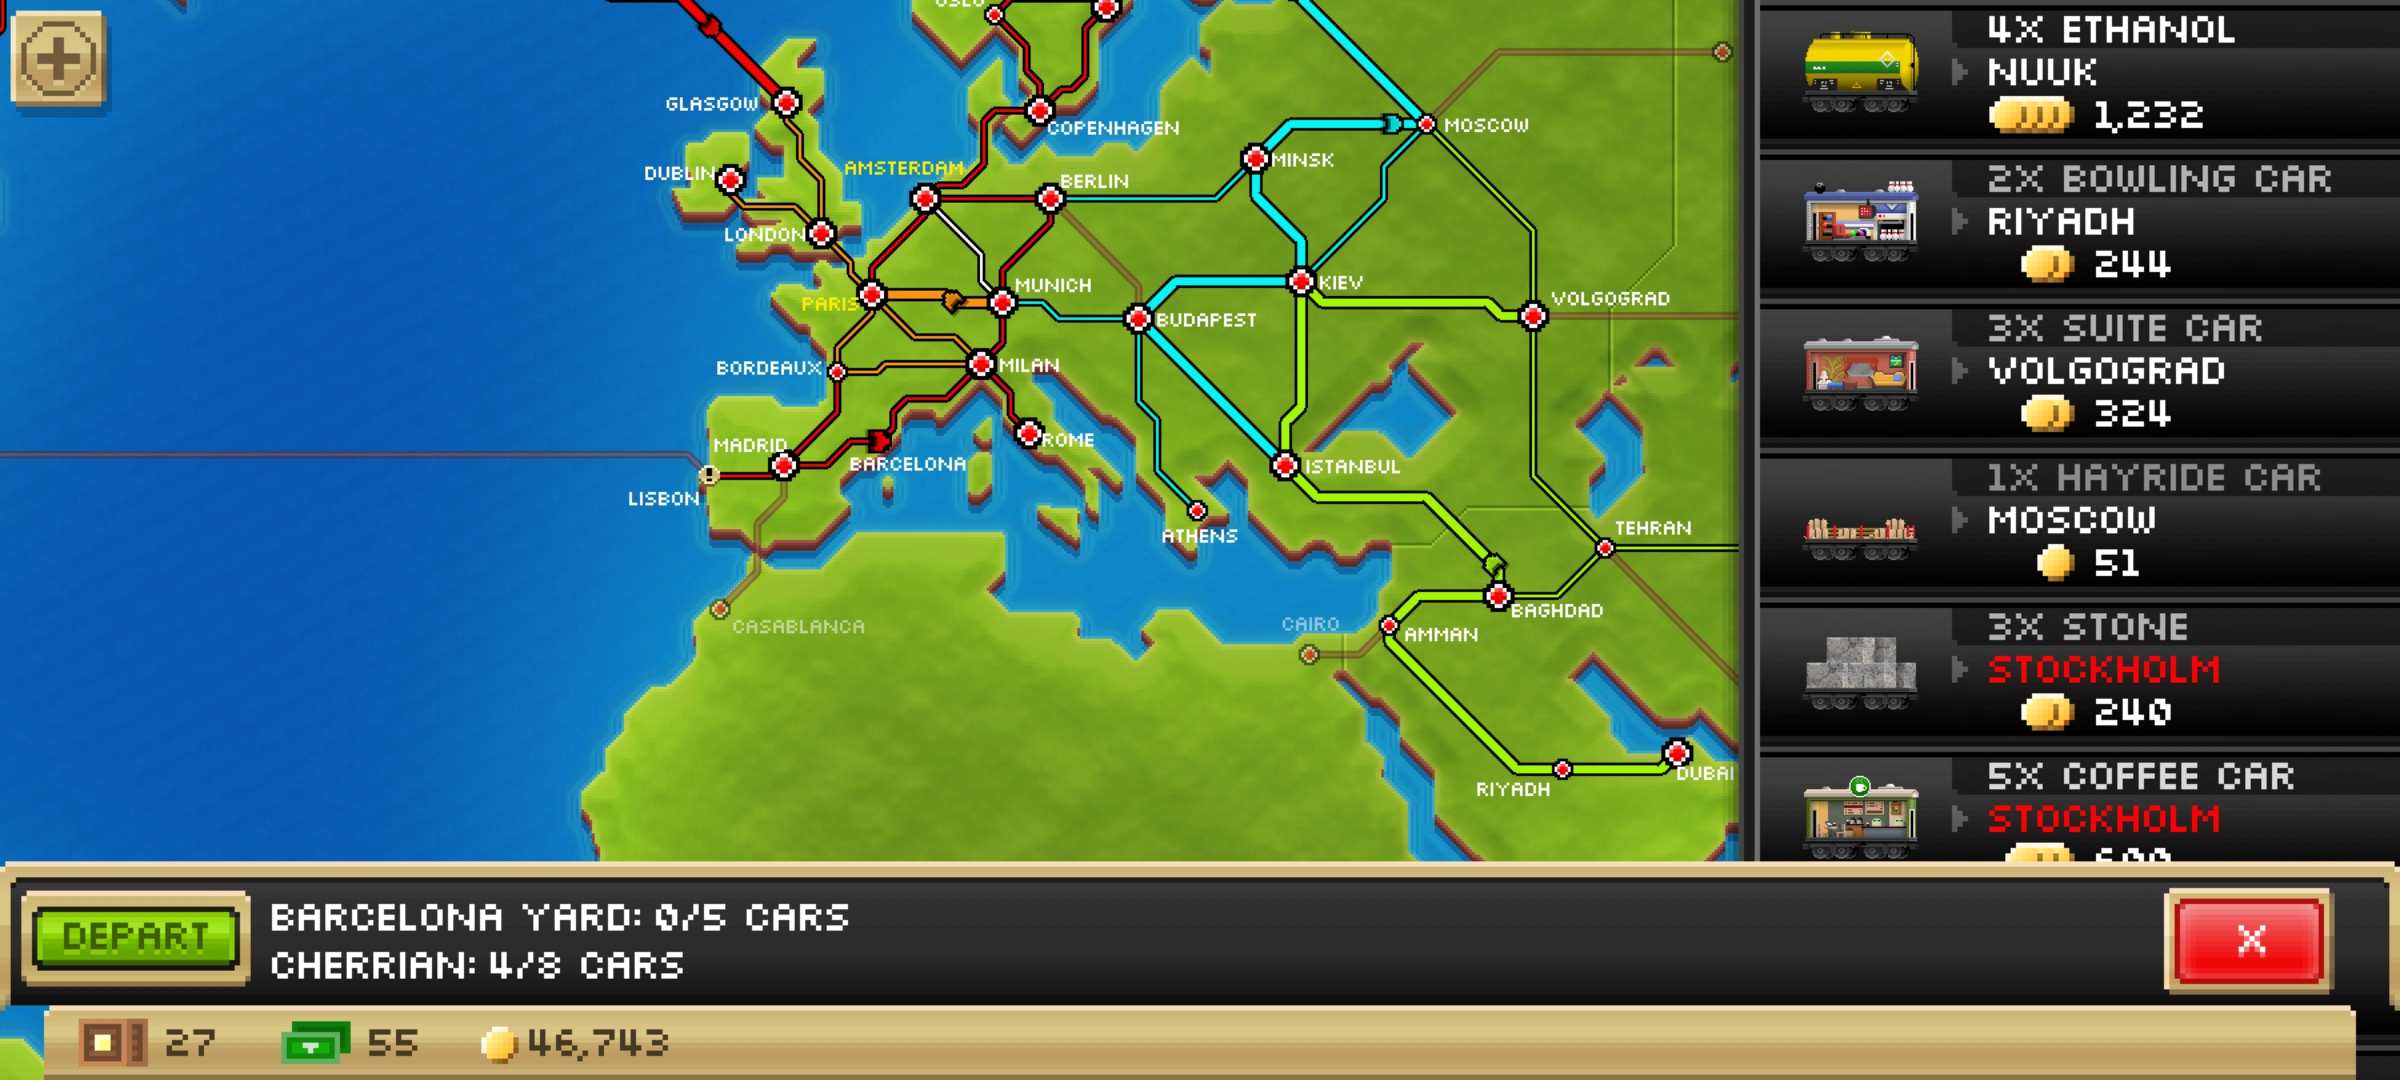 OSLO
GLASGOW
COPENHAGEN
MOSCOW
DUBLIN
AMSTERDAM
BERLIN
MINSK
LONDON
PARIS
MUNICH
KIEV
VOLGOGRAD
BUDAPEST
BORDEAUX
MILAN
MADRID
ROME
BARCELONA
ISTANBUL
LISBON
ATHENS
TEHRAN
CASABLANCA
CAIRO
AMMAN
BAGHDAD
RIYADH
DUBAI
4X ETHANOL
NUUK
1,232
2X BOWLING CAR
RIYADH
244
3X SUITE CAR
VOLGOGRAD
324
1X HAYRIDE CAR
MOSCOW
51
3X STONE
STOCKHOLM
240
5X COFFEE CAR
STOCKHOLM
DEPART
BARCELONA YARD: 0/5 CARS
CHERRIAN: 4/8 CARS
X
27
55
46,743